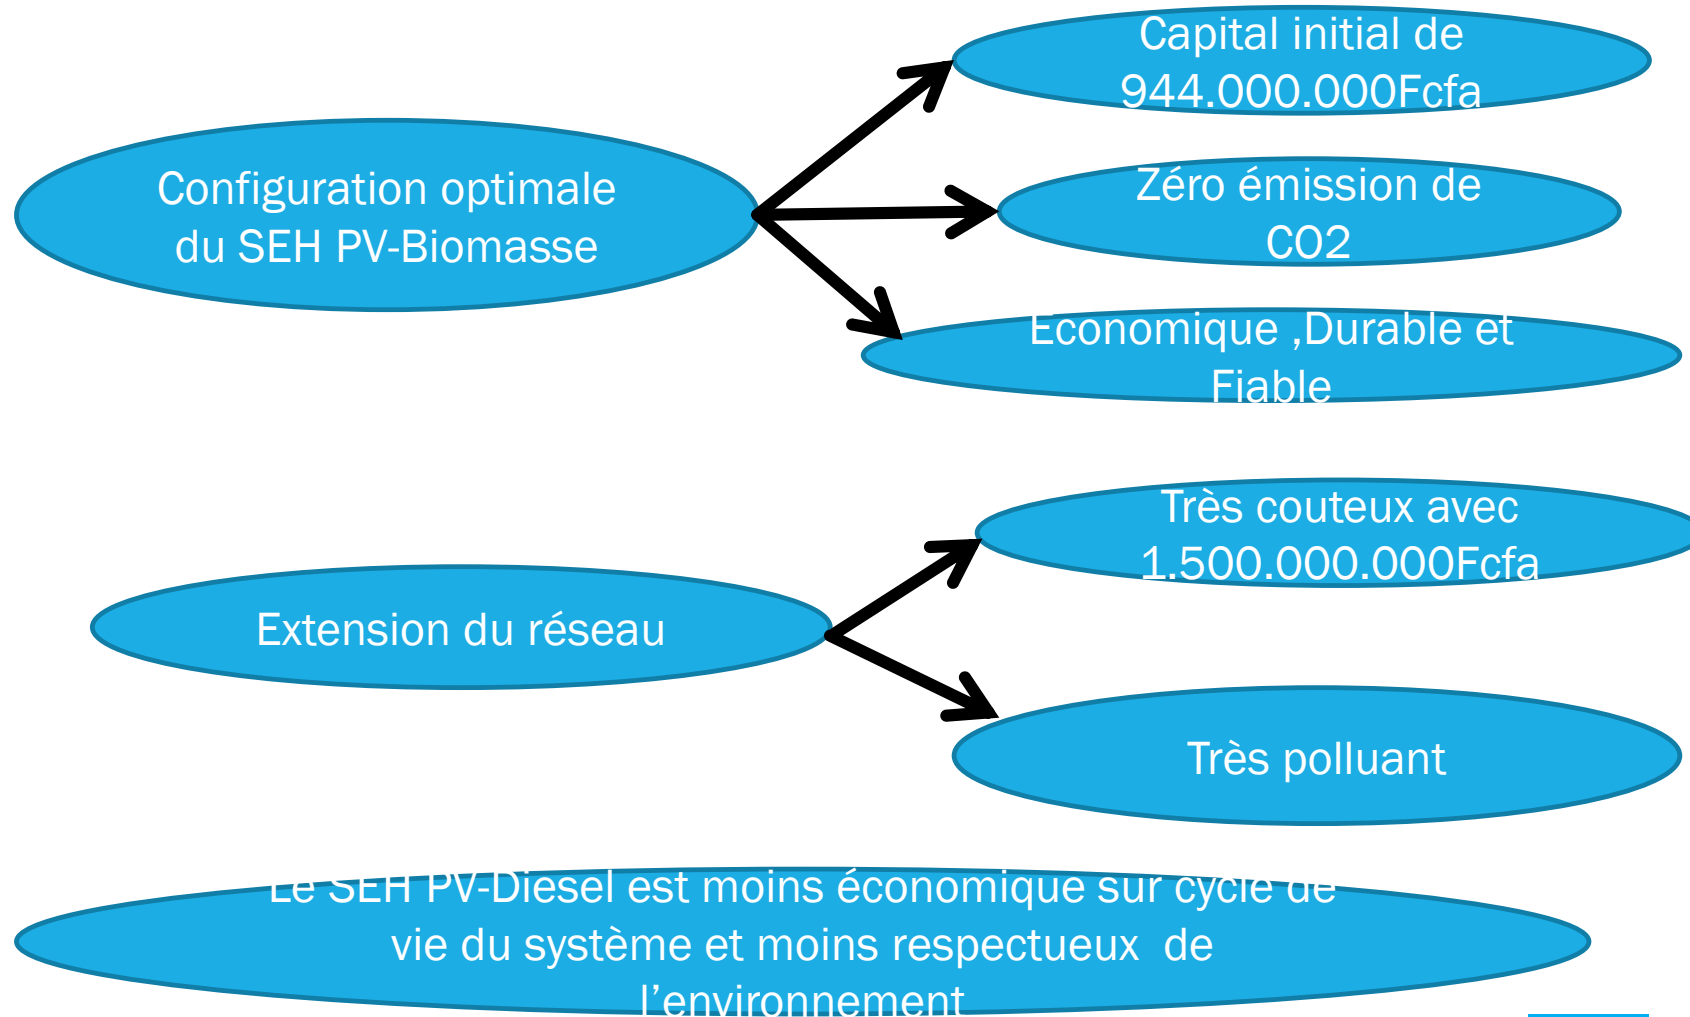 Capital initial de
944.000.000Fcfa
Configuration optimale
du SEH PV-Biomasse
Zéro émission de
CO2
Economique ,Durable et
Fiable
Très couteux avec
1.500.000.000Fcfa
Extension du réseau
Très polluant
Le SEH PV-Diesel est moins économique sur cycle de
vie du système et moins respectueux  de
l’environnement